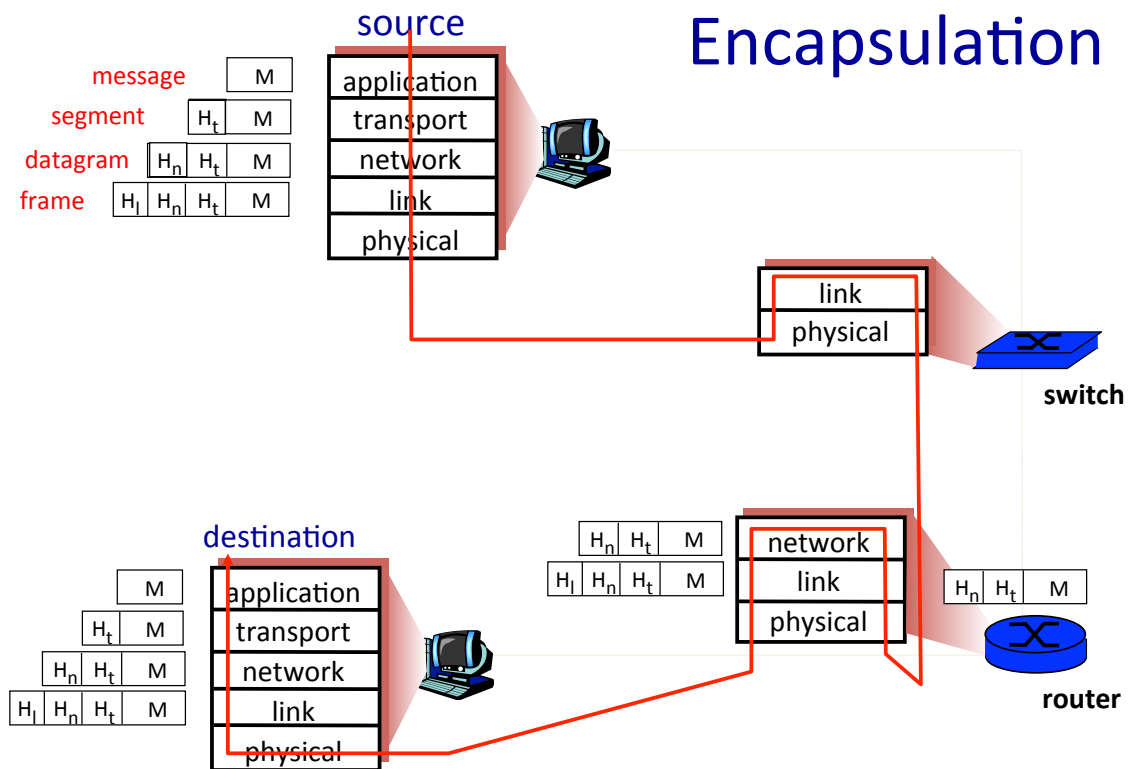 source
Encapsulation
message M application
segment Ht M transport
datagram Hn Ht M network
frame Hl Hn Ht M link
physical
link
physical
switch
destination
Hn Ht M network
Hl Hn Ht M link
Hn Ht M
physical
router
M application
Ht M transport
Hn Ht M network
Hl Hn Ht M link
physical